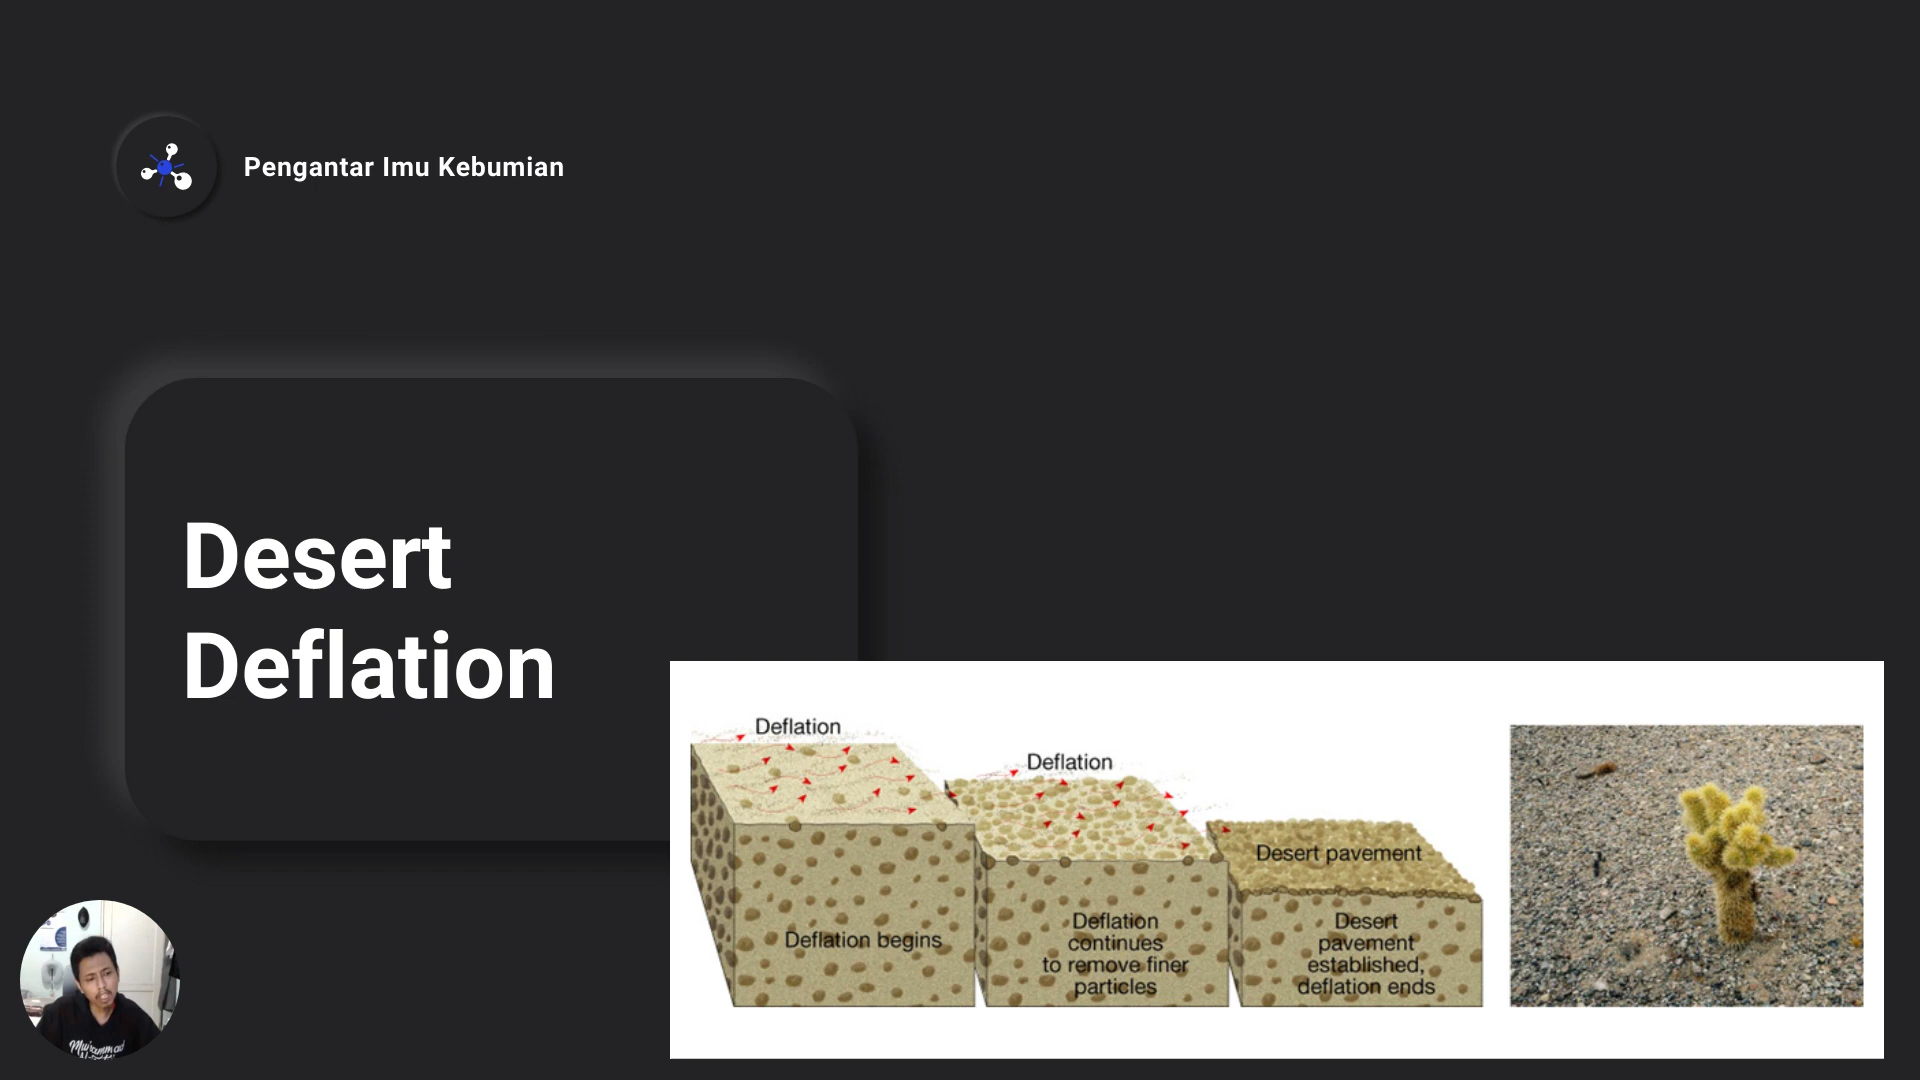 Pengantar Imu Kebumian
Desert
Deflation
Deflation
Deflation
Desert pavement
Deflation begins
Deflation
continues
to remove finer
particles
Desert
pavement
established,
deflation ends